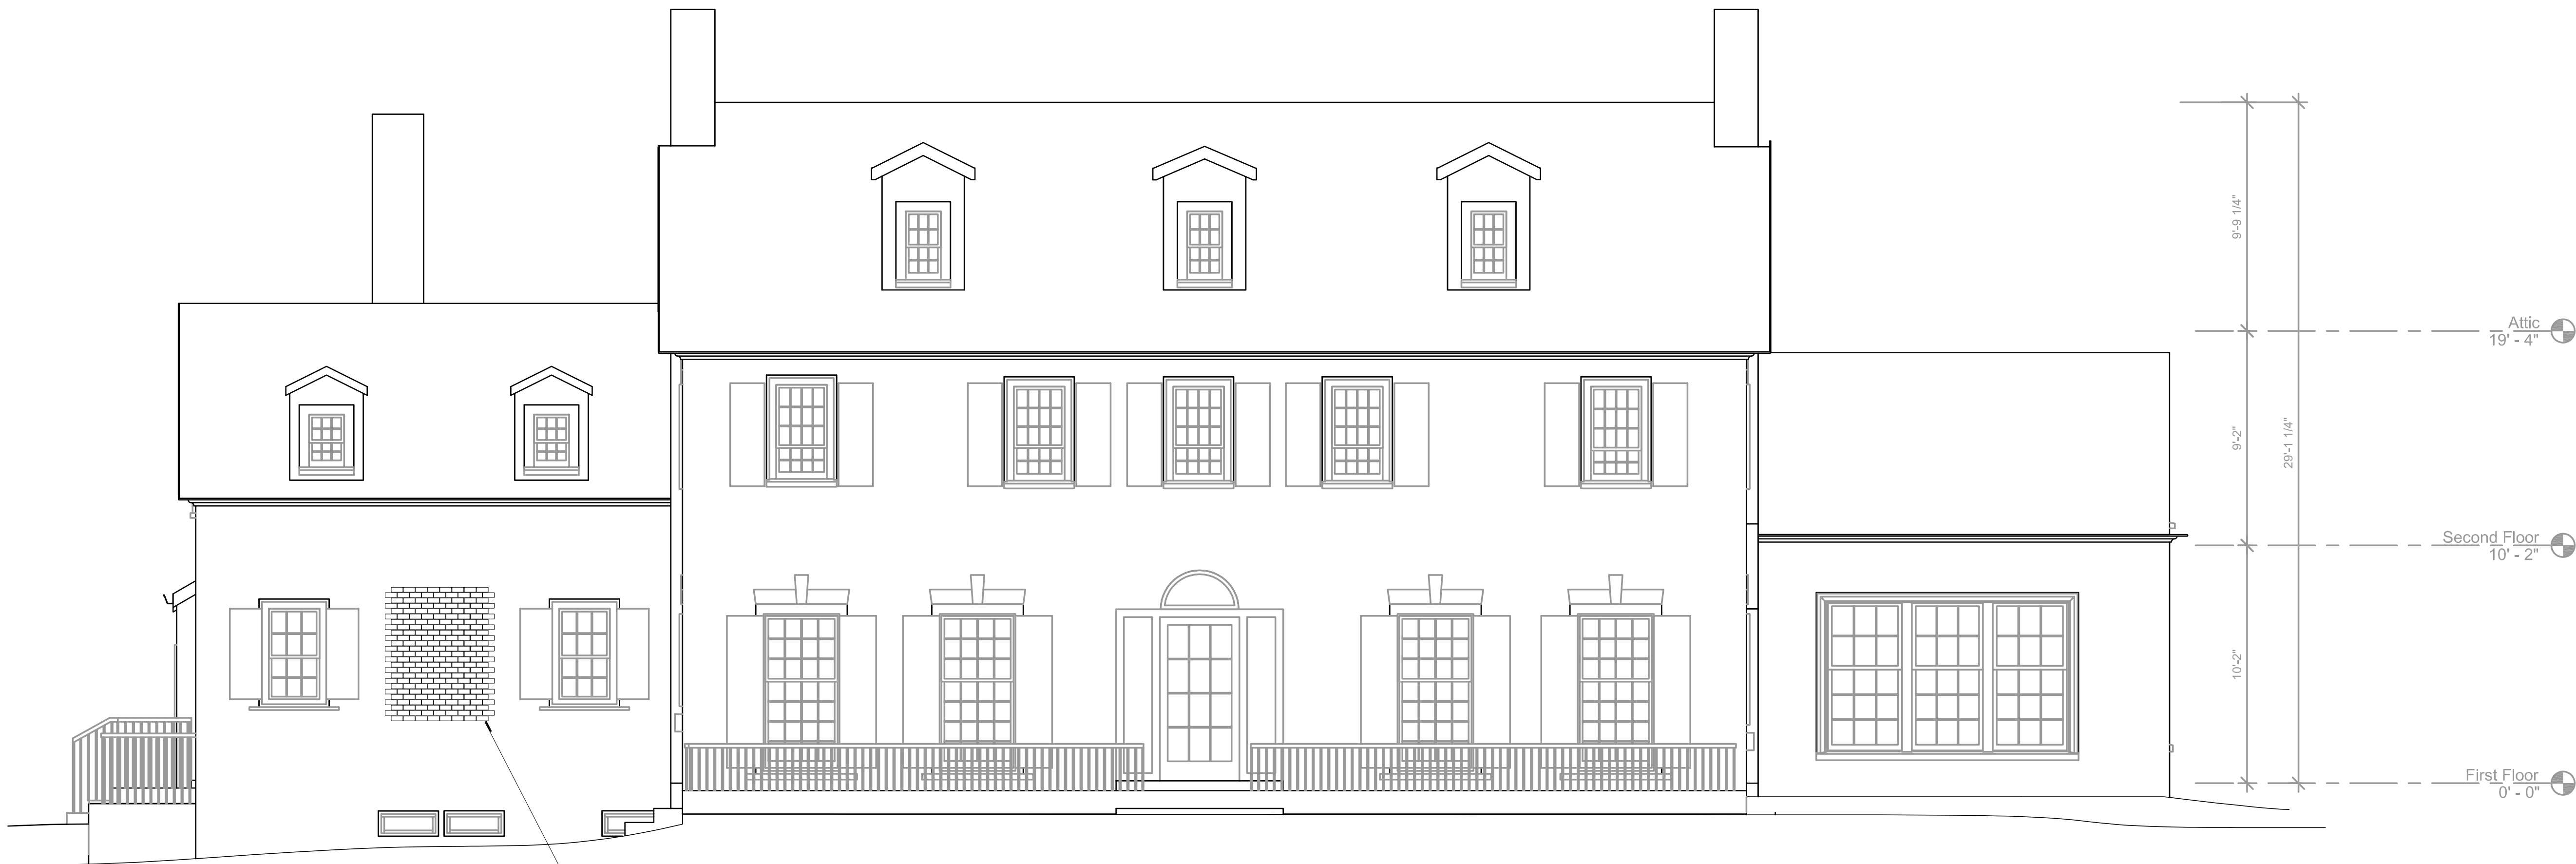 9'-9 1/4"
Attic
19' - 4"
9'-2"
29'-1 1/4"
Second Floor
10' - 2"
10'-2"
First Floor
0' - 0"